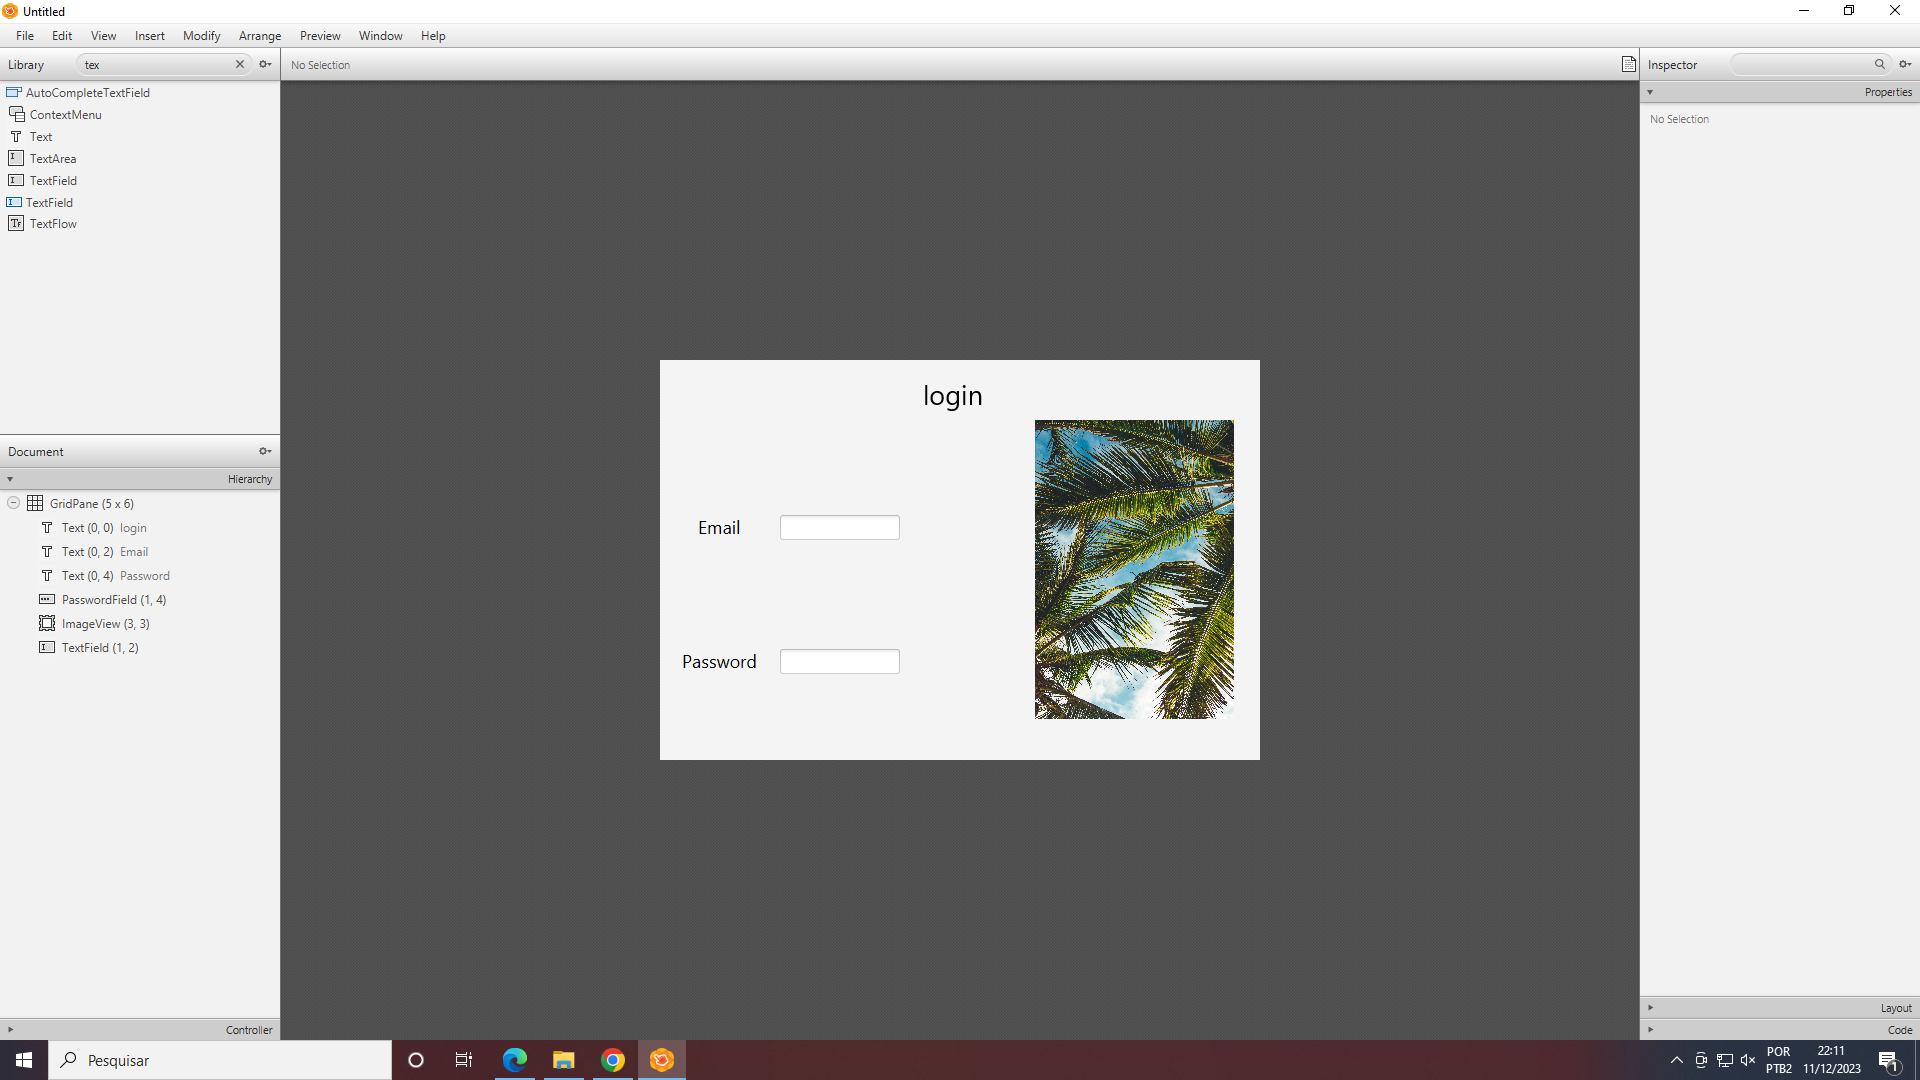 Untitled
File Edit View Insert Modify Arrange Preview Window Help
Library tex
No Selection
Inspector
AutoCompleteTextField
ContextMenu
Text
TextArea
TextField
TextField
TextFlow
Properties
No Selection
Document
Hierarchy
GridPane (5 x 6)
Text (0, 0) login
Text (0, 2) Email
Text (0, 4) Password
PasswordField (1, 4)
ImageView (3, 3)
TextField (1, 2)
login
Email
Password
Controller
Layout
Code
Pesquisar
POR
PTB2
22:11
11/12/2023
1